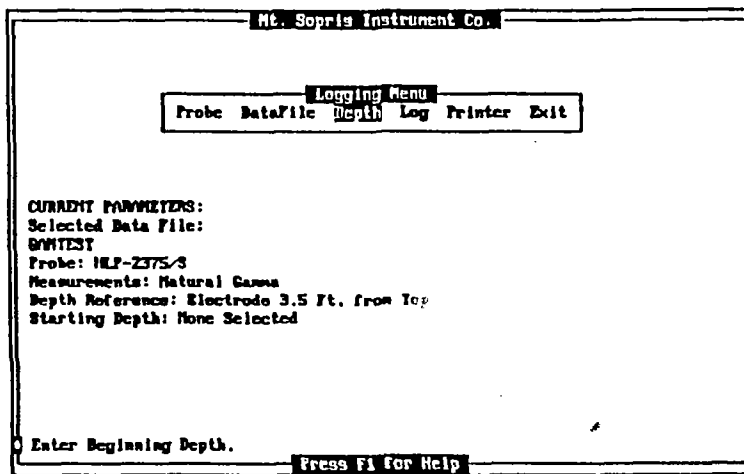 Mt. Sopris Instrument Co.
Logging Menu
Probe DataFile Depth Log Printer Exit
CURRENT PARAMETERS:
Selected Data File:
GAMTEST
Probe: HLP-2375/S
Measurements: Natural Gamma
Depth Reference: Electrode 3.5 Ft. from Top
Starting Depth: None Selected
Enter Beginning Depth.
Press F1 For Help